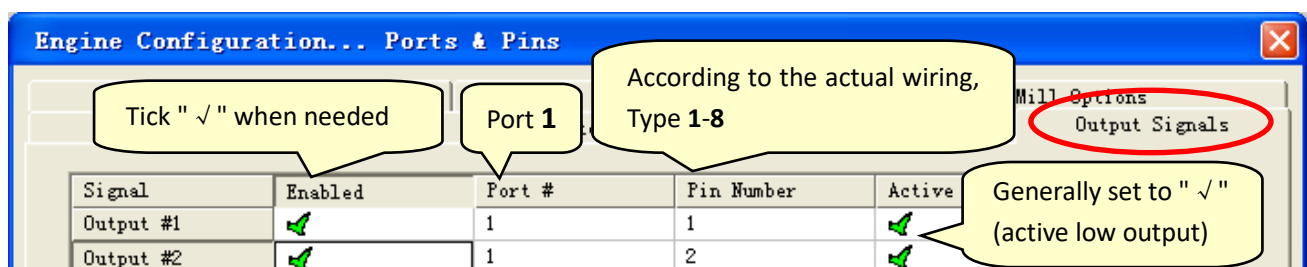 Engine Configuration... Ports & Pins
Tick " √ " when needed
Port 1
According to the actual wiring,
Type 1-8
Mill Options
Output Signals
Signal Enabled Port # Pin Number Active
Generally set to " √ "
(active low output)
Output #1 1 1
Output #2 1 2